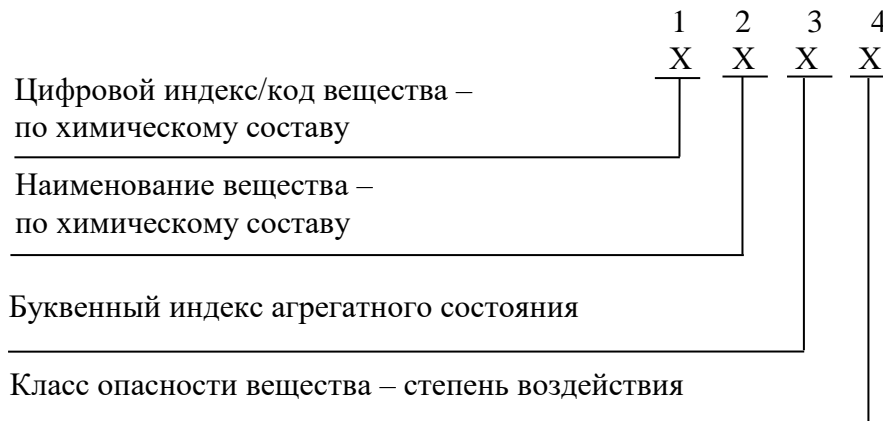 1 2 3 4
X X X X
Цифровой индекс/код вещества –
по химическому составу
Наименование вещества –
по химическому составу
Буквенный индекс агрегатного состояния
Класс опасности вещества – степень воздействия